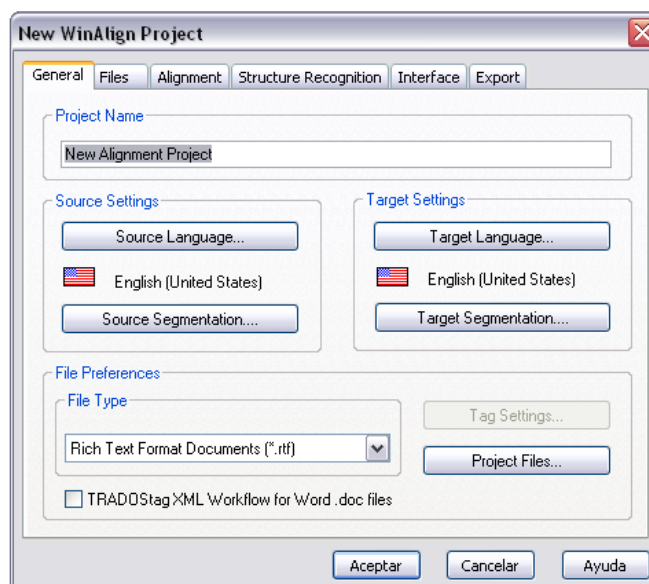 New WinAlign Project
General Files Alignment Structure Recognition Interface Export
Project Name
New Alignment Project
Source Settings Target Settings
Source Language... Target Language...
English (United States) English (United States)
Source Segmentation.... Target Segmentation....
File Preferences
File Type
Tag Settings...
Rich Text Format Documents (*.rtf)
Project Files...
TRADOStag XML Workflow for Word .doc files
Aceptar Cancelar Ayuda